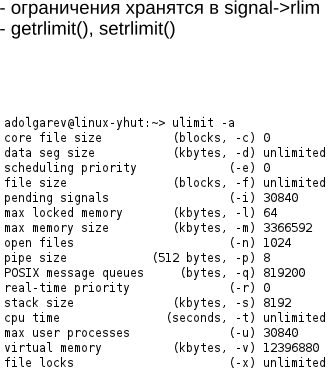 - ограничения хранятся в signal->rlim
- getrlimit(), setrlimit()
adolgarev@linux-yhut:~> ulimit -a
core file size (blocks, -c) 0
data seg size (kbytes, -d) unlimited
scheduling priority (-e) 0
file size (blocks, -f) unlimited
pending signals (-i) 30840
max locked memory (kbytes, -l) 64
max memory size (kbytes, -m) 3366592
open files (-n) 1024
pipe size (512 bytes, -p) 8
POSIX message queues (bytes, -q) 819200
real-time priority (-r) 0
stack size (kbytes, -s) 8192
cpu time (seconds, -t) unlimited
max user processes (-u) 30840
virtual memory (kbytes, -v) 12396880
file locks (-x) unlimited